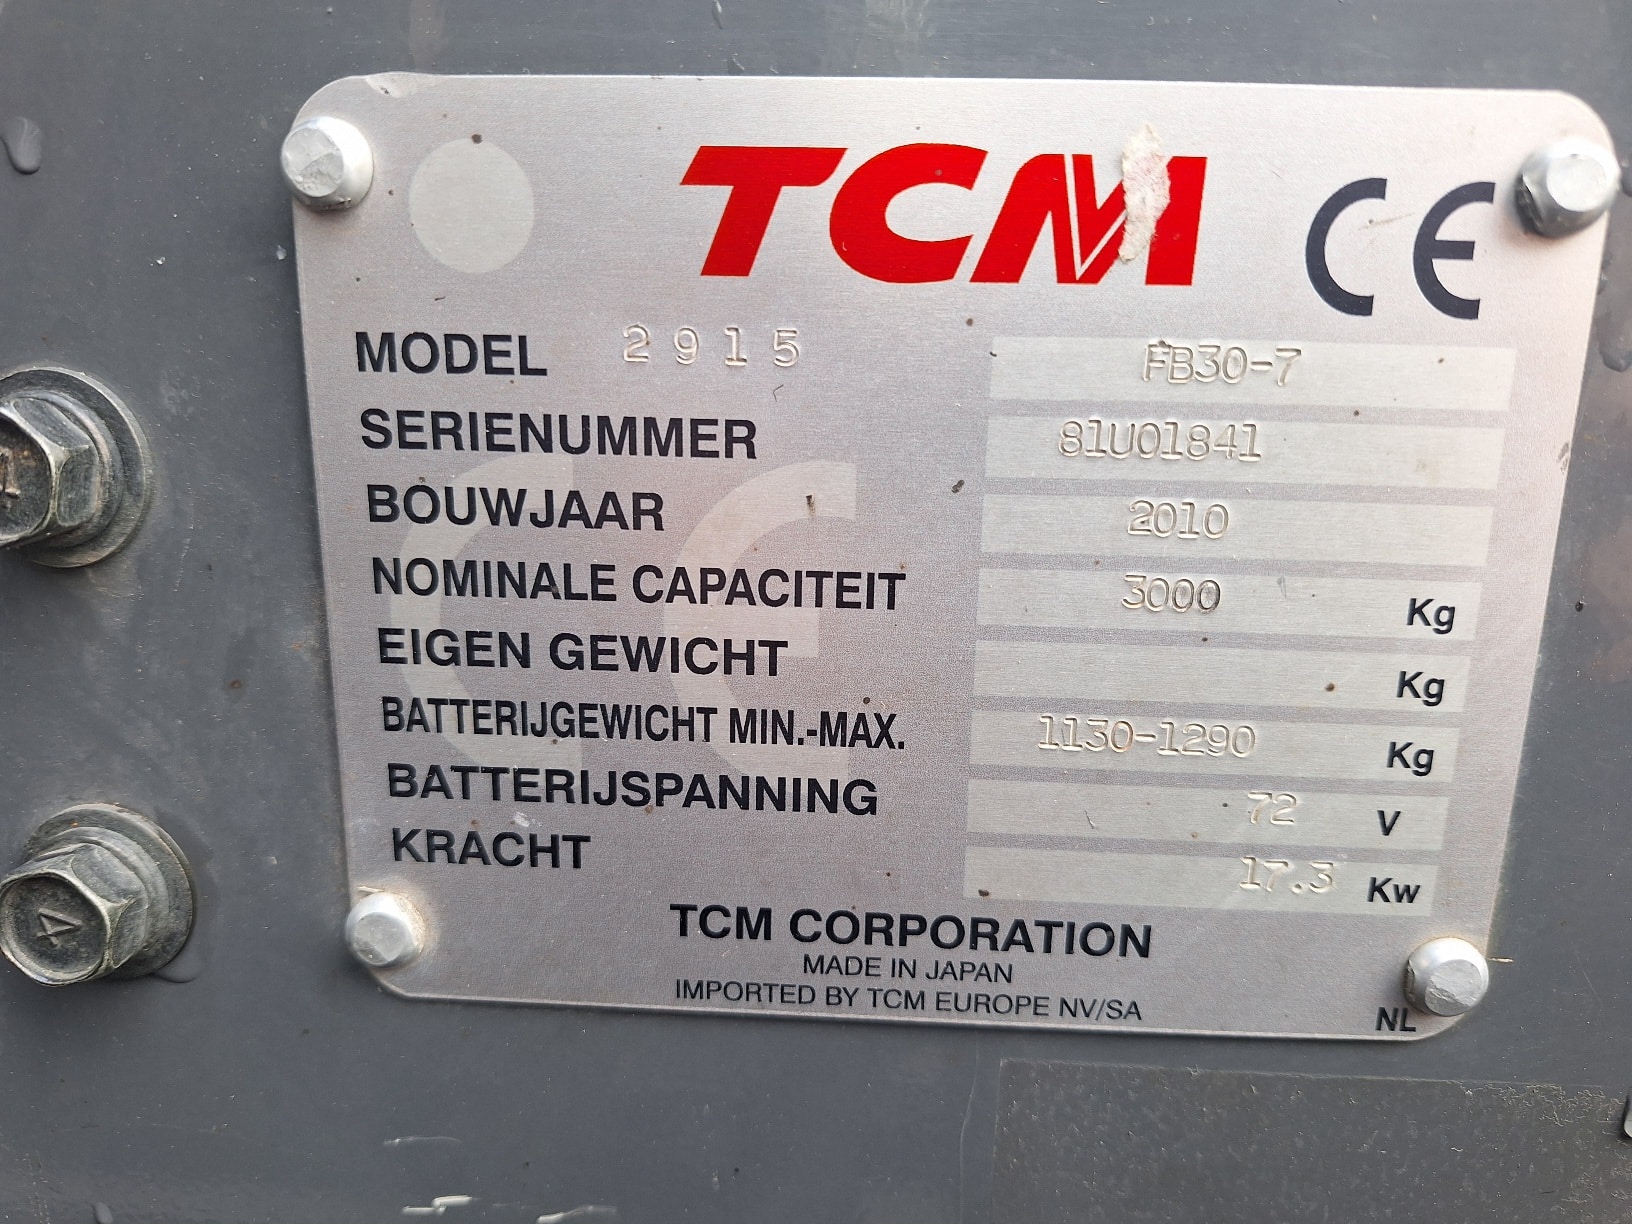 TCM CE
MODEL 2915 FB30-7
SERIENUMMER 81U01841
BOUWJAAR 2010
NOMINALE CAPACITEIT 3000 Kg
EIGEN GEWICHT Kg
BATTERIJGEWICHT MIN.-MAX. 1130-1290 Kg
BATTERIJSPANNING 72 V
KRACHT 17.3 Kw
TCM CORPORATION
MADE IN JAPAN
IMPORTED BY TCM EUROPE NV/SA
NL
4